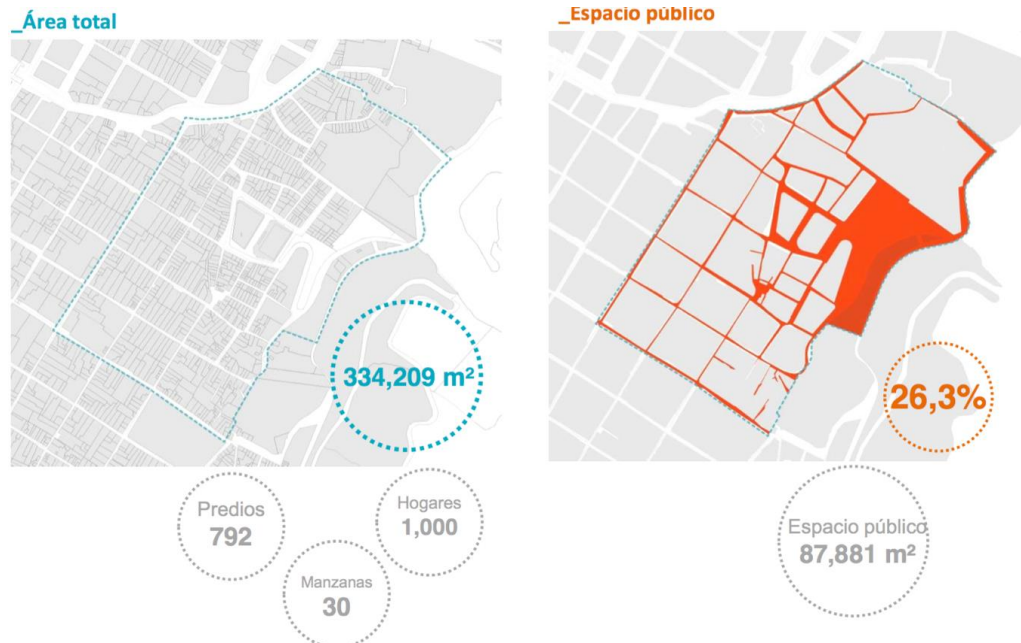 _Área total
_Espacio público
334,209 m²
26,3%
Predios
792
Hogares
1,000
Manzanas
30
Espacio público
87,881 m²